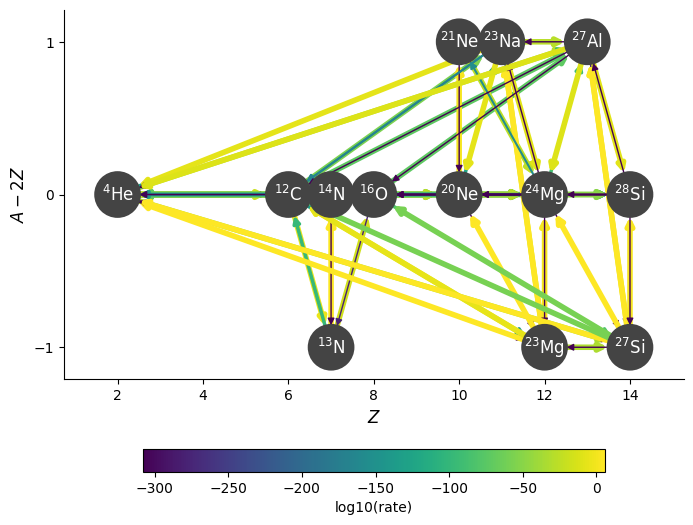 1
0
−1
A − 2Z
²¹Ne ²³Na ²⁷Al
⁴He ¹²C ¹⁴N ¹⁶O ²⁰Ne ²⁴Mg ²⁸Si
¹³N ²³Mg ²⁷Si
2 4 6 8 10 12 14
Z
−300 −250 −200 −150 −100 −50 0
log10(rate)